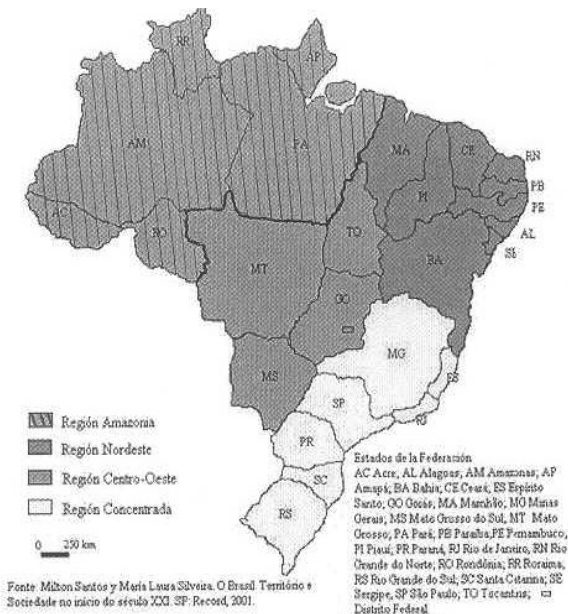 RR
AP
AM
PA
AC
RO
MA
CE
RN
PB
PE
AL
SE
PI
TO
BA
MT
GO
MS
MG
ES
SP
RJ
PR
SC
RS
Región Amazonia
Región Nordeste
Región Centro-Oeste
Región Concentrada
0 250 km
Estados de la Federación
AC Acre; AL Alagoas; AM Amazonas; AP
Amapá; BA Bahia; CE Ceará; ES Espírito
Santo; GO Goiás; MA Marnhão; MG Minas
Gerais; MS Mato Grosso do Sul; MT Mato
Grosso; PA Pará; PB Paraíba;PE Pernambuco,
PI Piauí; PR Paraná, RJ Rio de Janeiro, RN Rio
Grande do Norte; RO Rondônia; RR Roraima,
RS Rio Grande do Sul; SC Santa Catarina; SE
Sergipe, SP São Paulo; TO Tocantins;
Distrito Federal
Fonte: Milton Santos y María Laura Silveira. O Brasil. Território e
Sociedade no início do século XXI. SP: Record, 2001.